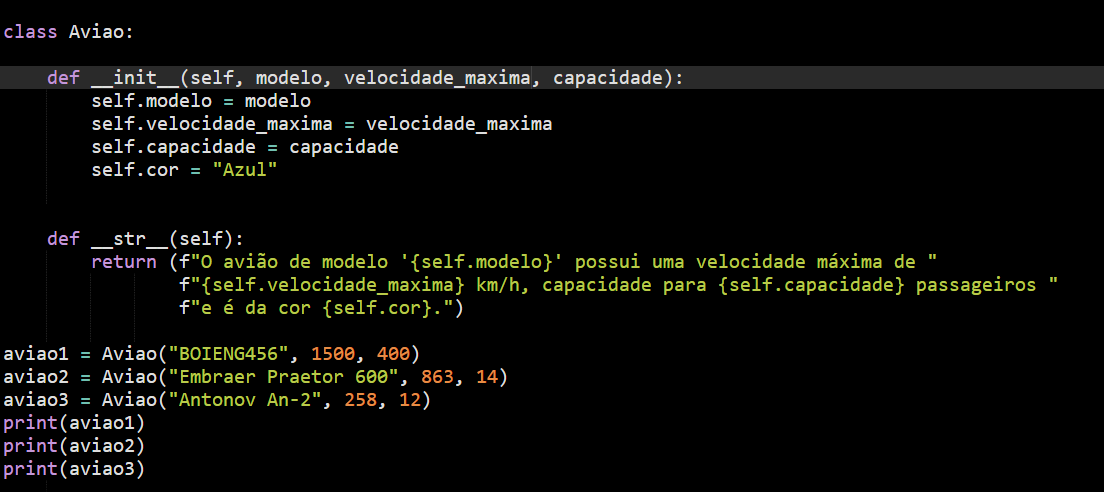 class Aviao:
    def __init__(self, modelo, velocidade_maxima, capacidade):
        self.modelo = modelo
        self.velocidade_maxima = velocidade_maxima
        self.capacidade = capacidade
        self.cor = "Azul"
    def __str__(self):
        return (f"O avião de modelo '{self.modelo}' possui uma velocidade máxima de "
                f"{self.velocidade_maxima} km/h, capacidade para {self.capacidade} passageiros "
                f"e é da cor {self.cor}.")
aviao1 = Aviao("BOIENG456", 1500, 400)
aviao2 = Aviao("Embraer Praetor 600", 863, 14)
aviao3 = Aviao("Antonov An-2", 258, 12)
print(aviao1)
print(aviao2)
print(aviao3)